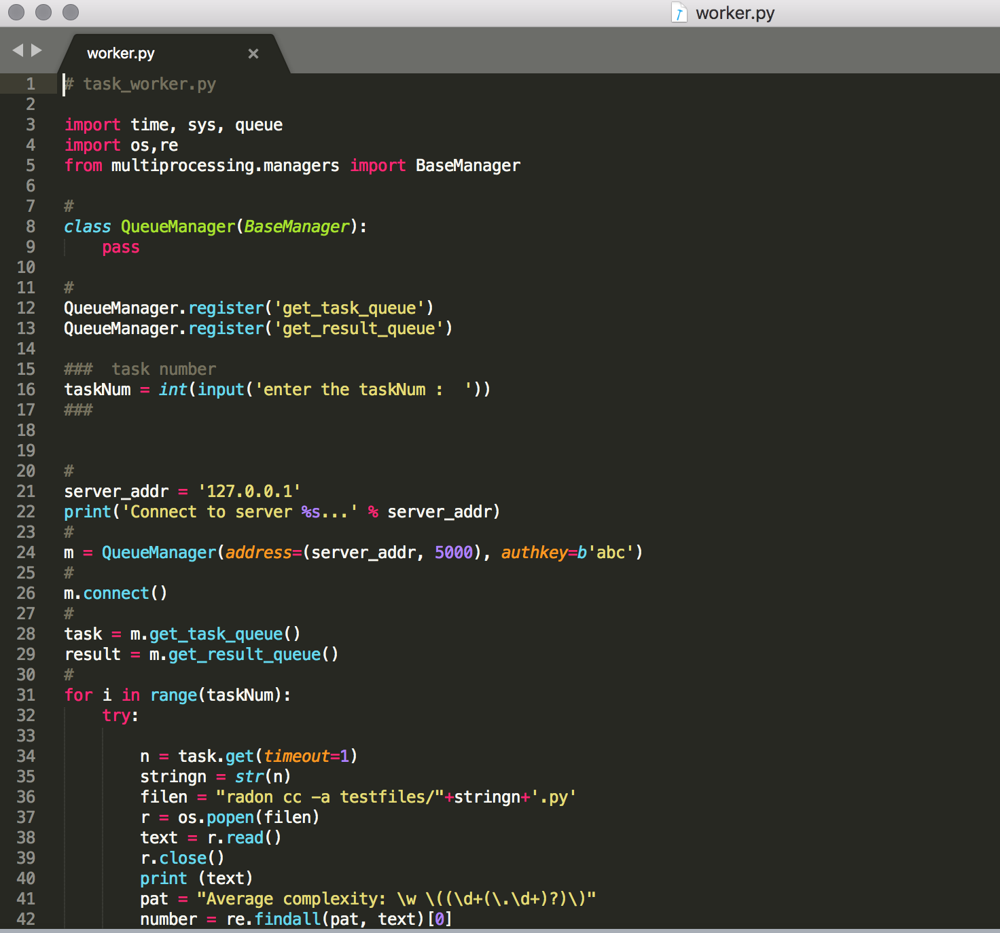 worker.py
worker.py
1 # task_worker.py
2
3 import time, sys, queue
4 import os,re
5 from multiprocessing.managers import BaseManager
6
7 #
8 class QueueManager(BaseManager):
9     pass
10
11 #
12 QueueManager.register('get_task_queue')
13 QueueManager.register('get_result_queue')
14
15 ###  task number
16 taskNum = int(input('enter the taskNum :  '))
17 ###
18
19
20 #
21 server_addr = '127.0.0.1'
22 print('Connect to server %s...' % server_addr)
23 #
24 m = QueueManager(address=(server_addr, 5000), authkey=b'abc')
25 #
26 m.connect()
27 #
28 task = m.get_task_queue()
29 result = m.get_result_queue()
30 #
31 for i in range(taskNum):
32     try:
33
34         n = task.get(timeout=1)
35         stringn = str(n)
36         filen = "radon cc -a testfiles/"+stringn+'.py'
37         r = os.popen(filen)
38         text = r.read()
39         r.close()
40         print (text)
41         pat = "Average complexity: \w \((\d+(\.\d+)?)\)"
42         number = re.findall(pat, text)[0]